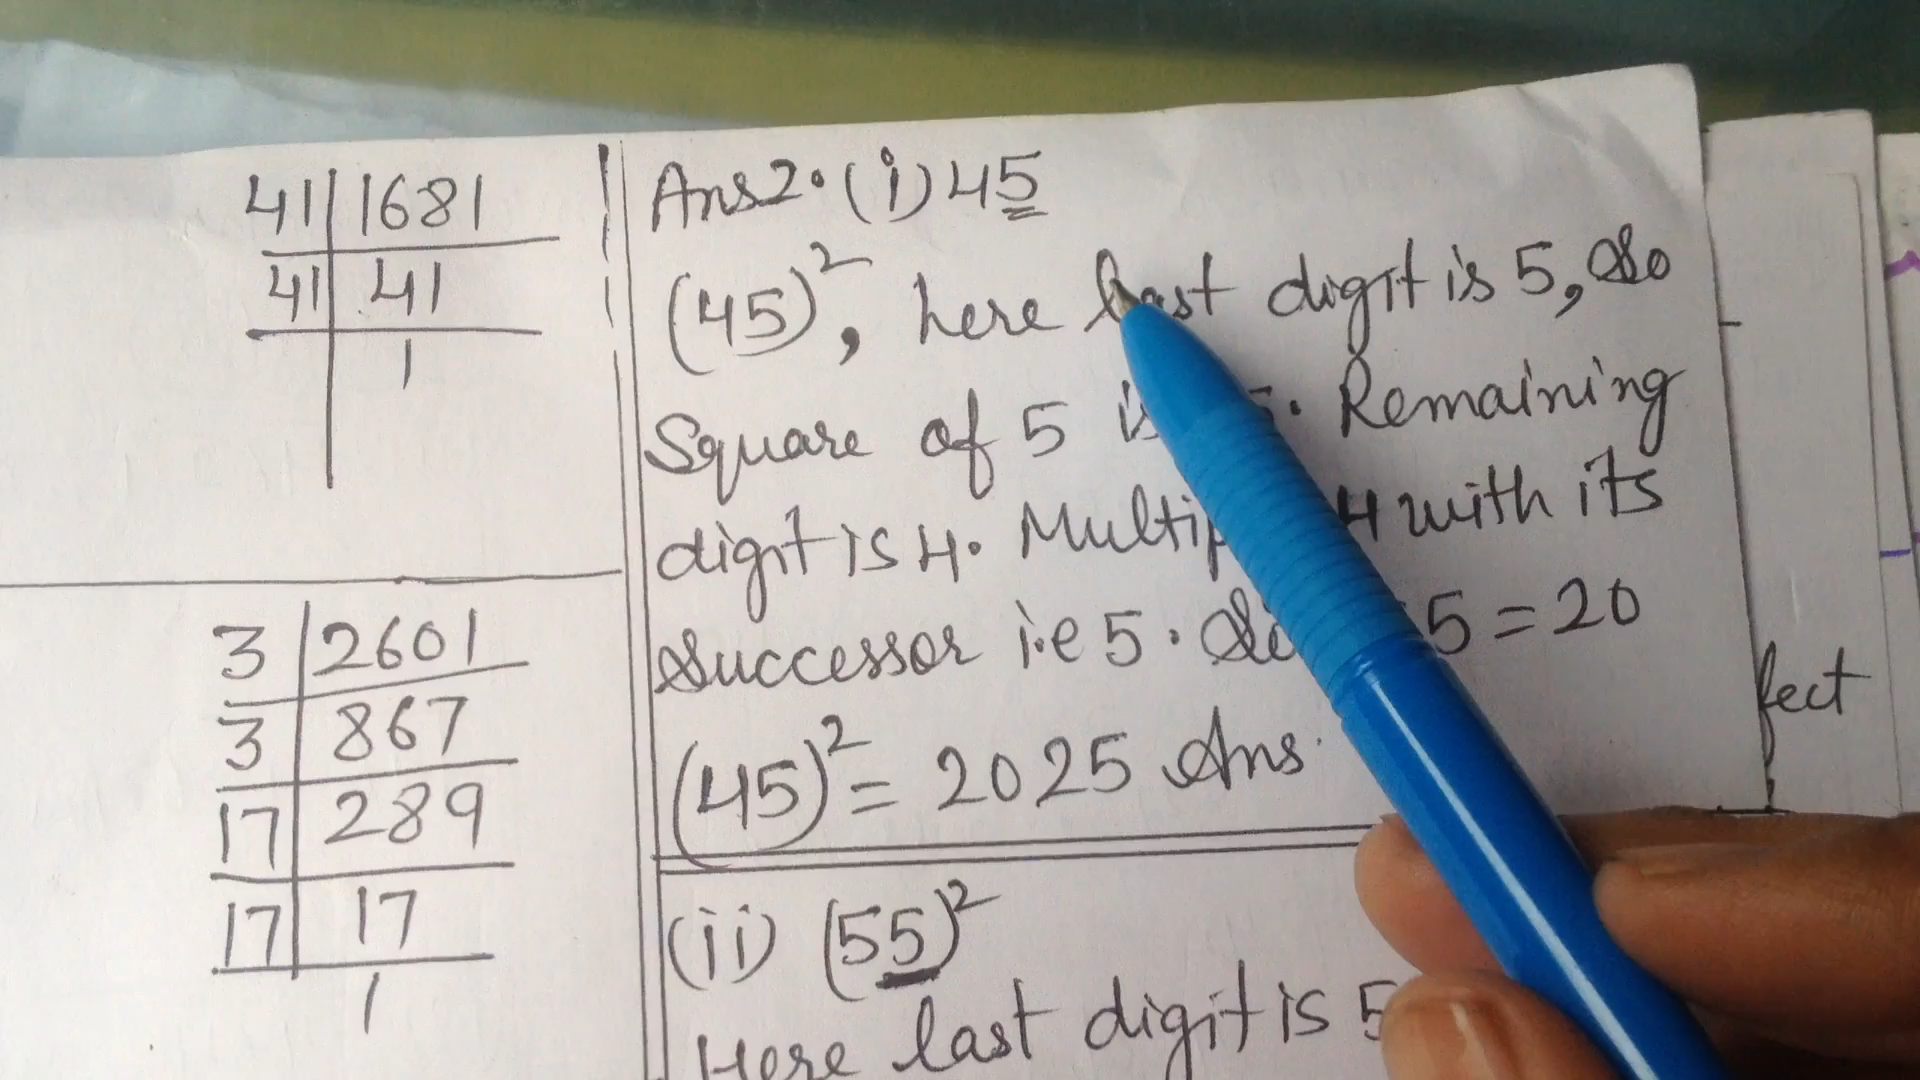 41 | 1681
41 | 41
1
3 | 2601
3 | 867
17 | 289
17 | 17
1
Ans2. (i) 45
(45)², here last digit is 5, So
Square of 5 is . Remaining
digit is 4. 4 with its
Successor i.e 5. So 5 = 20
(45)² = 2025 Ans.
(ii) (55)²
Here last digit is 5
fect